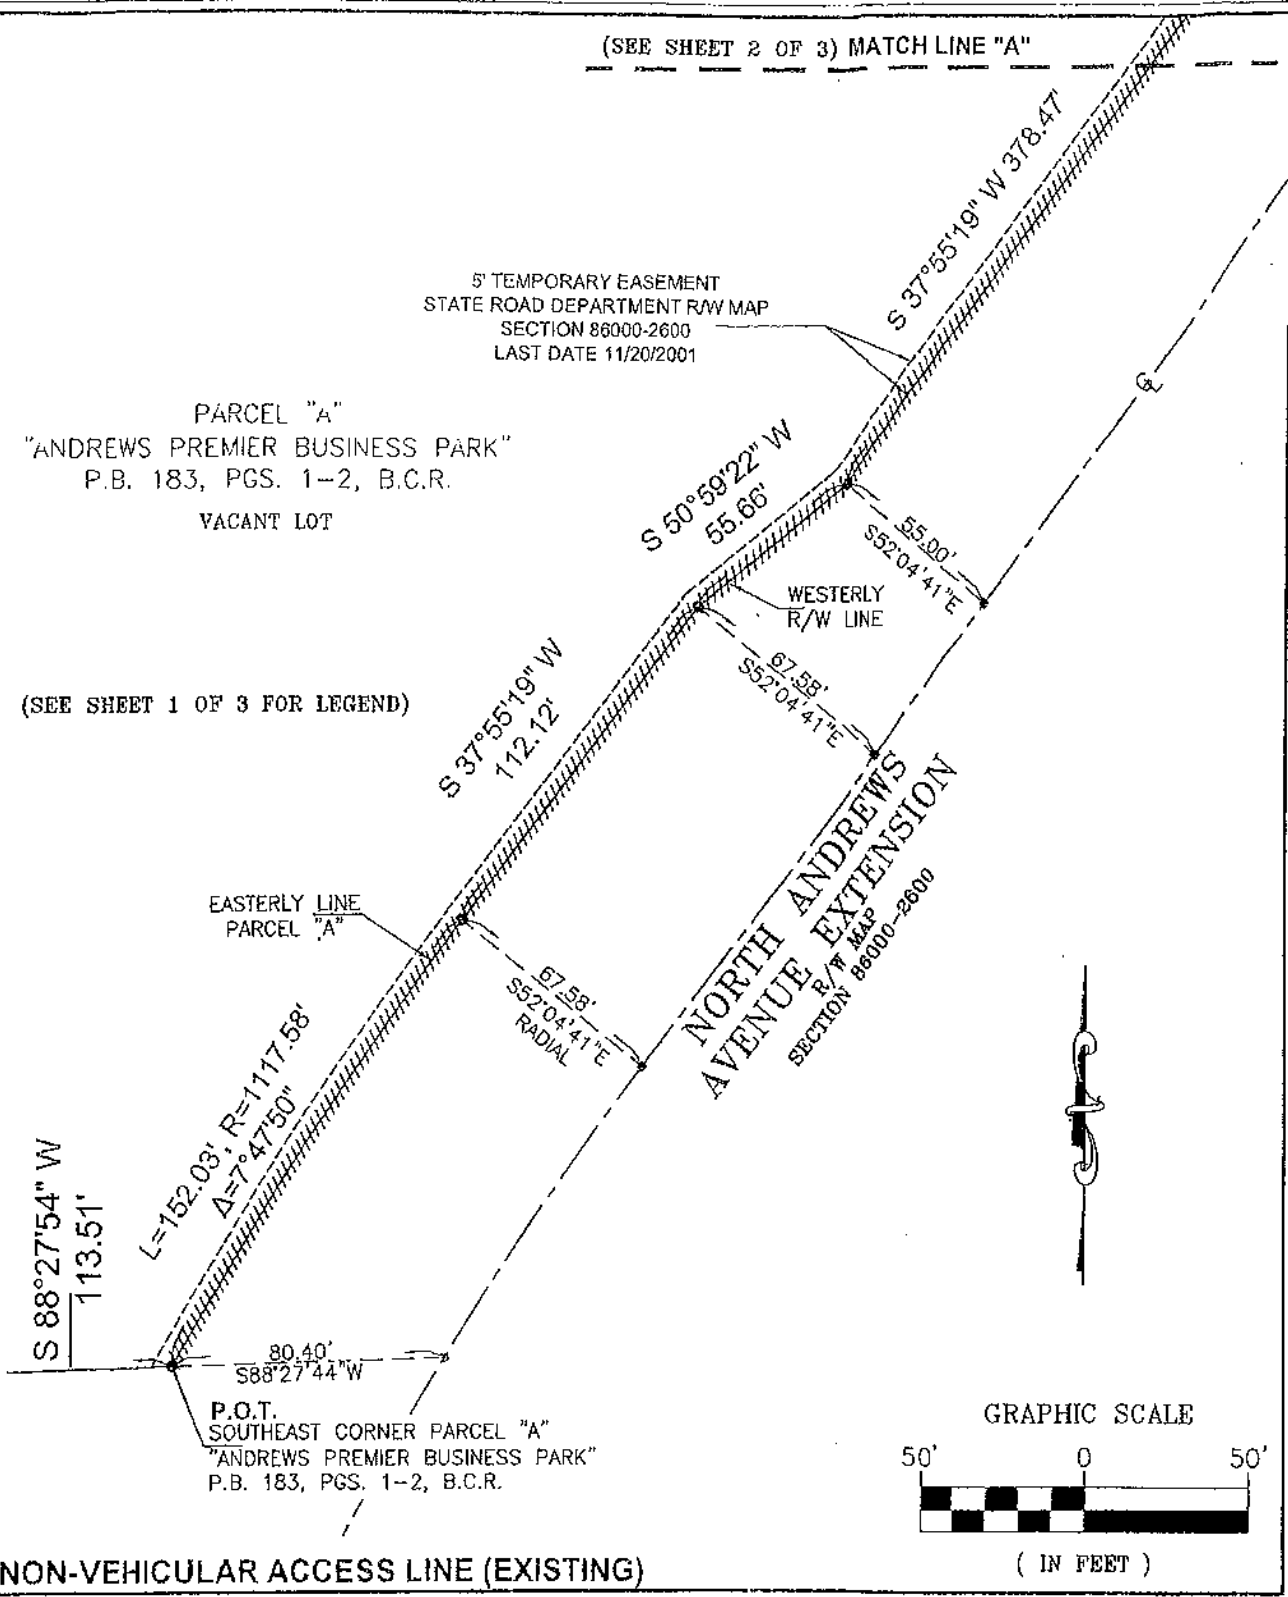 (SEE SHEET 2 OF 3) MATCH LINE "A"
S 37°55'19" W 378.47'
5' TEMPORARY EASEMENT
STATE ROAD DEPARTMENT R/W MAP
SECTION 86000-2600
LAST DATE 11/20/2001
PARCEL "A"
"ANDREWS PREMIER BUSINESS PARK"
P.B. 183, PGS. 1-2, B.C.R.
VACANT LOT
S 50°59'22" W
55.66'
55.00'
S52°04'41"E
WESTERLY
R/W LINE
67.58'
S52°04'41"E
(SEE SHEET 1 OF 3 FOR LEGEND)
S 37°55'19" W
112.12'
NORTH ANDREWS
AVENUE EXTENSION
R/W MAP
SECTION 86000-2600
EASTERLY LINE
PARCEL "A"
67.58'
S52°04'41"E
RADIAL
L=152.03', R=1117.58'
Δ=7°47'50"
S 88°27'54" W
113.51'
80.40'
S88°27'44"W
P.O.T.
SOUTHEAST CORNER PARCEL "A"
"ANDREWS PREMIER BUSINESS PARK"
P.B. 183, PGS. 1-2, B.C.R.
GRAPHIC SCALE
50' 0 50'
( IN FEET )
NON-VEHICULAR ACCESS LINE (EXISTING)